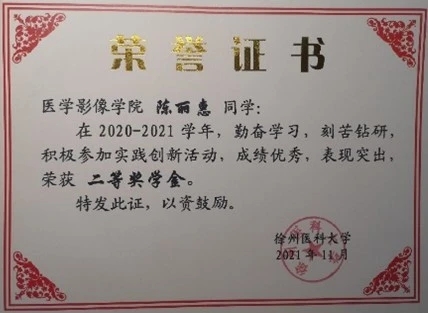 荣誉证书
医学影像学院 陈丽惠 同学:
在2020-2021学年，勤奋学习，刻苦钻研，
积极参加实践创新活动，成绩优秀，表现突出，
荣获 二等奖学金。
特发此证，以资鼓励。
徐州医科大学
2021年11月